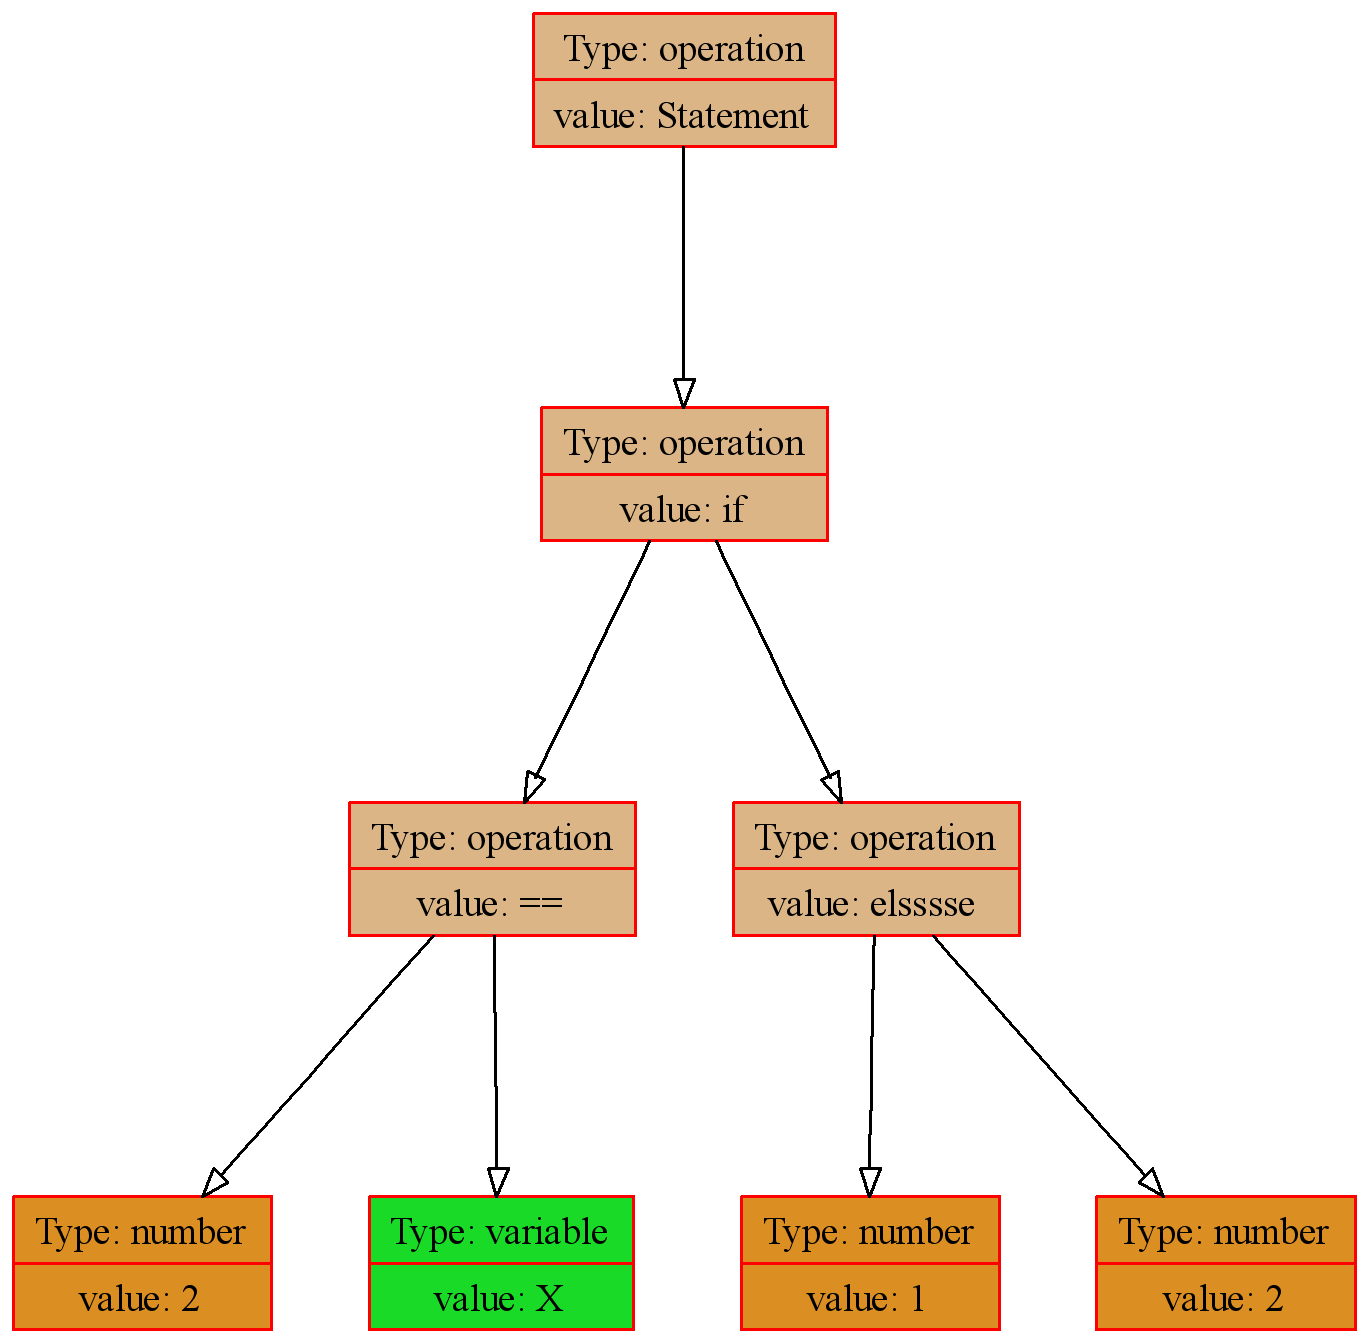 Type: operation
value: Statement
Type: operation
value: if
Type: operation
value: ==
Type: operation
value: elsssse
Type: number
value: 2
Type: variable
value: X
Type: number
value: 1
Type: number
value: 2